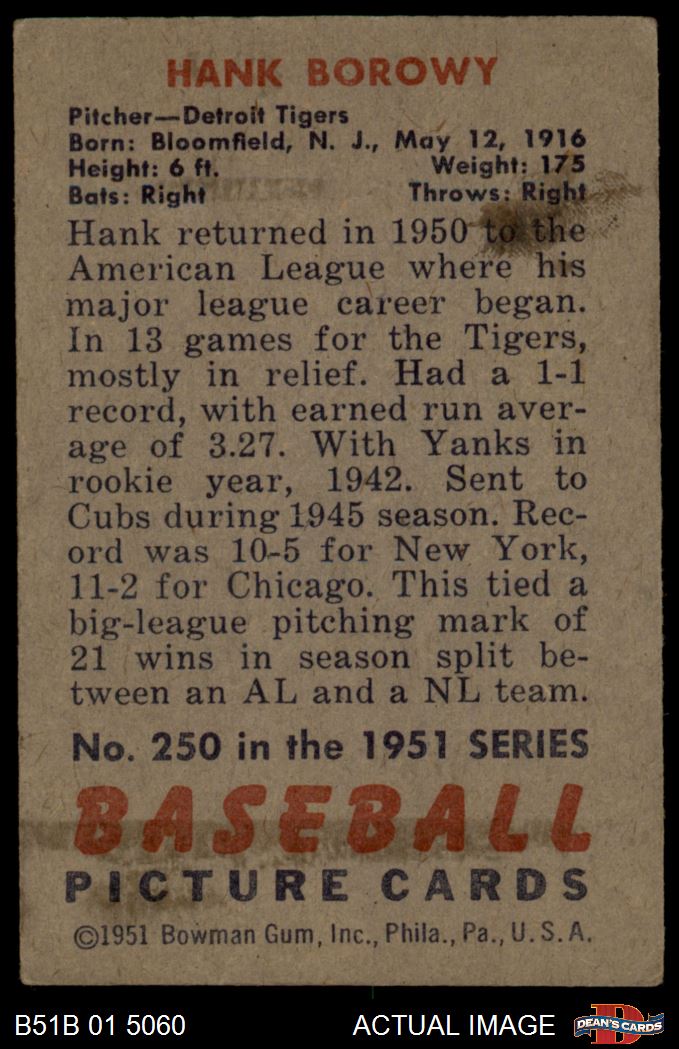 HANK BOROWY
Pitcher—Detroit Tigers
Born: Bloomfield, N. J., May 12, 1916
Height: 6 ft. Weight: 175
Bats: Right Throws: Right
Hank returned in 1950 to the
American League where his
major league career began.
In 13 games for the Tigers,
mostly in relief. Had a 1-1
record, with earned run aver-
age of 3.27. With Yanks in
rookie year, 1942. Sent to
Cubs during 1945 season. Rec-
ord was 10-5 for New York,
11-2 for Chicago. This tied a
big-league pitching mark of
21 wins in season split be-
tween an AL and a NL team.
No. 250 in the 1951 SERIES
BASEBALL
PICTURE CARDS
©1951 Bowman Gum, Inc., Phila., Pa., U. S. A.
B51B 01 5060 ACTUAL IMAGE D DEAN'S CARDS